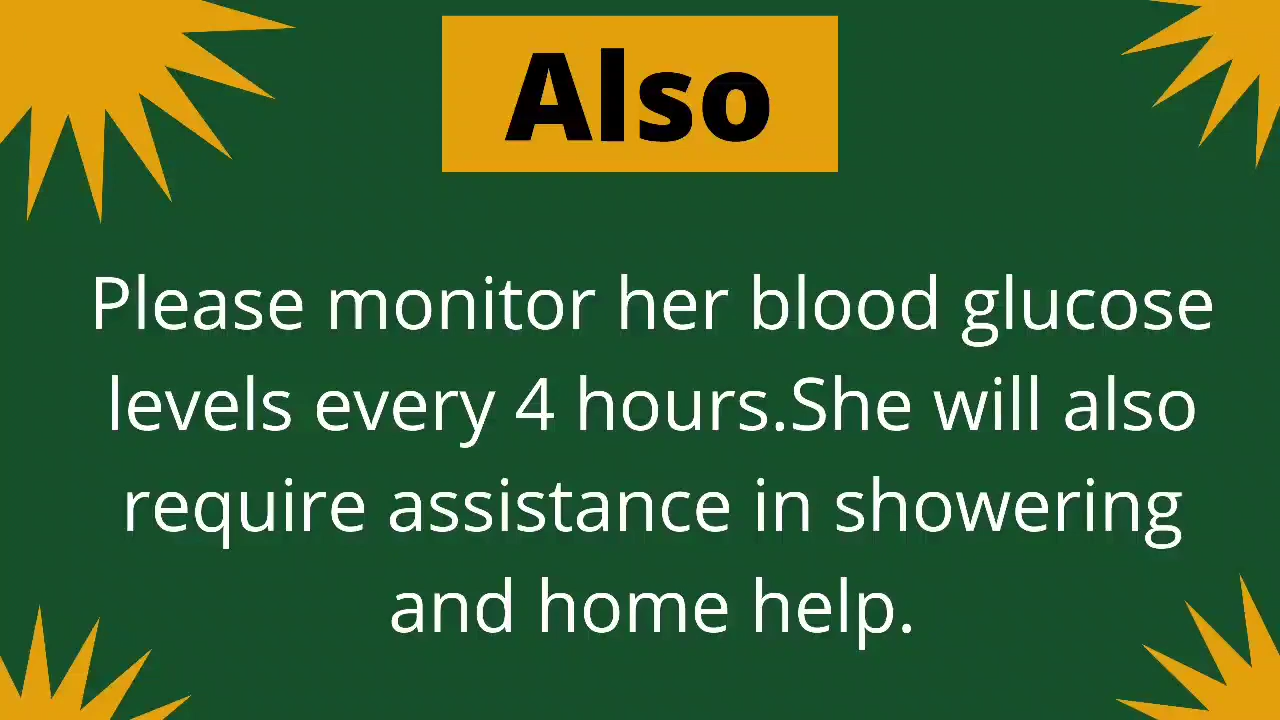 Also
Please monitor her blood glucose
levels every 4 hours.She will also
require assistance in showering
and home help.